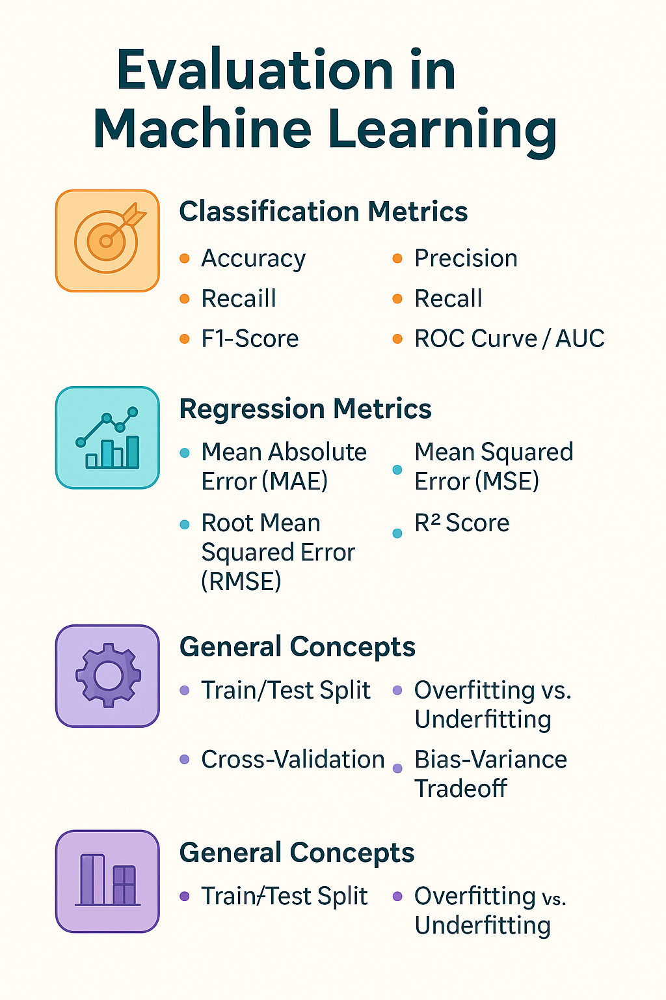 Evaluation in
Machine Learning
Classification Metrics
Accuracy
Precision
Recaill
Recall
F1-Score
ROC Curve / AUC
Regression Metrics
Mean Absolute
Error (MAE)
Mean Squared
Error (MSE)
Root Mean
Squared Error
(RMSE)
R² Score
General Concepts
Train/Test Split
Overfitting vs.
Underfitting
Cross-Validation
Bias-Variance
Tradeoff
General Concepts
Train/Test Split
Overfitting vs.
Underfitting